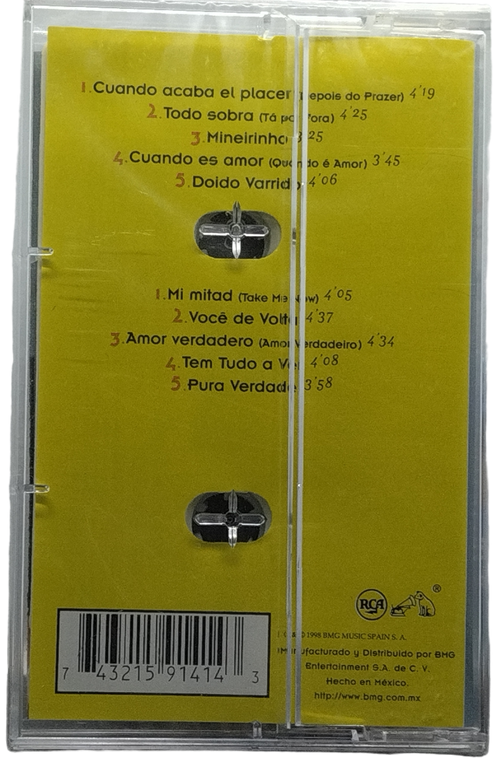 1.Cuando acaba el placer (Depois do Prazer) 4'19
2.Todo sobra (Tá por fora) 4'25
3.Mineirinho 3'25
4.Cuando es amor (Quando é Amor) 3'45
5.Doido Varrido 4'06
1.Mi mitad (Take Me Now) 4'05
2.Você de Volta 4'37
3.Amor verdadero (Amor Verdadeiro) 4'34
4.Tem Tudo a Ver 4'08
5.Pura Verdade 3'58
RCA ®
© 1998 BMG MUSIC SPAIN S. A.
Manufacturado y Distribuido por BMG
Entertainment S.A. de C. V.
Hecho en México.
http://www.bmg.com.mx
7 43215 91414 3